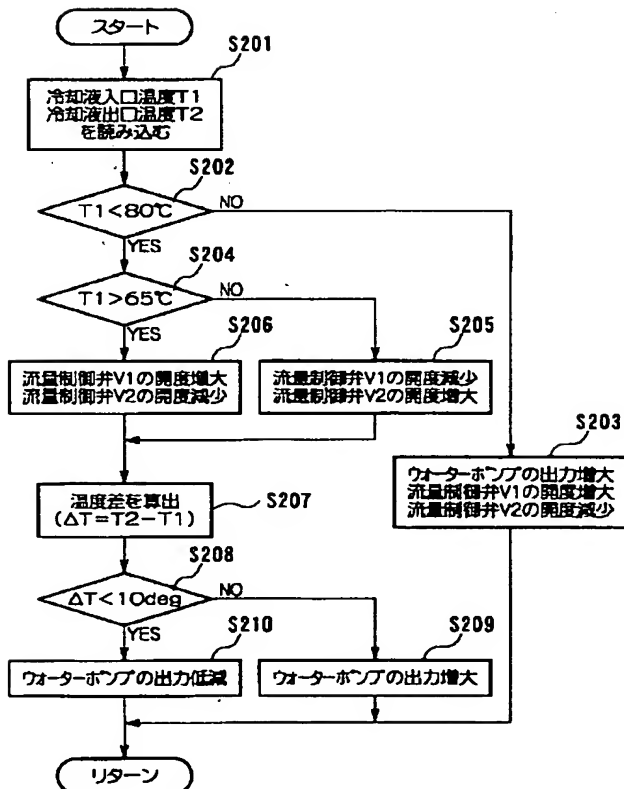 スタート
S201
冷却液入口温度T1
冷却液出口温度T2
を読み込む
S202
T1<80℃
NO
YES
S204
T1>65℃
NO
YES
S206
流量制御弁V1の開度増大
流量制御弁V2の開度減少
S205
流量制御弁V1の開度減少
流量制御弁V2の開度増大
S203
ウォーターポンプの出力増大
流量制御弁V1の開度増大
流量制御弁V2の開度減少
S207
温度差を算出
(ΔT=T2−T1)
S208
ΔT<10deg
NO
YES
S210
ウォーターポンプの出力低減
S209
ウォーターポンプの出力増大
リターン